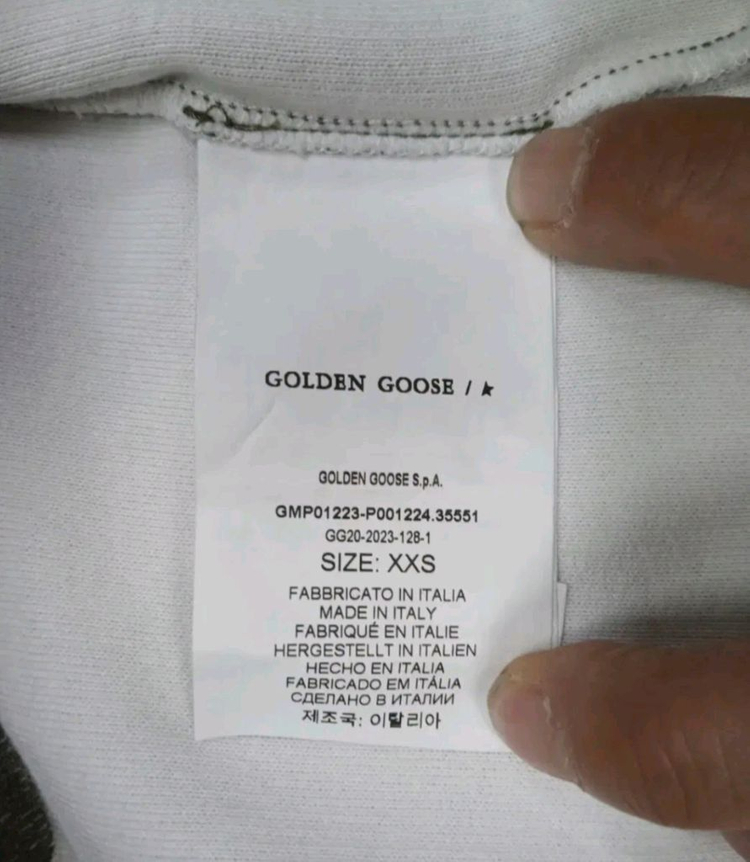 GOLDEN GOOSE / ★
GOLDEN GOOSE S.p.A.
GMP01223-P001224.35551
GG20-2023-128-1
SIZE: XXS
FABBRICATO IN ITALIA
MADE IN ITALY
FABRIQUÉ EN ITALIE
HERGESTELLT IN ITALIEN
HECHO EN ITALIA
FABRICADO EM ITÁLIA
СДЕЛАНО В ИТАЛИИ
제조국: 이탈리아